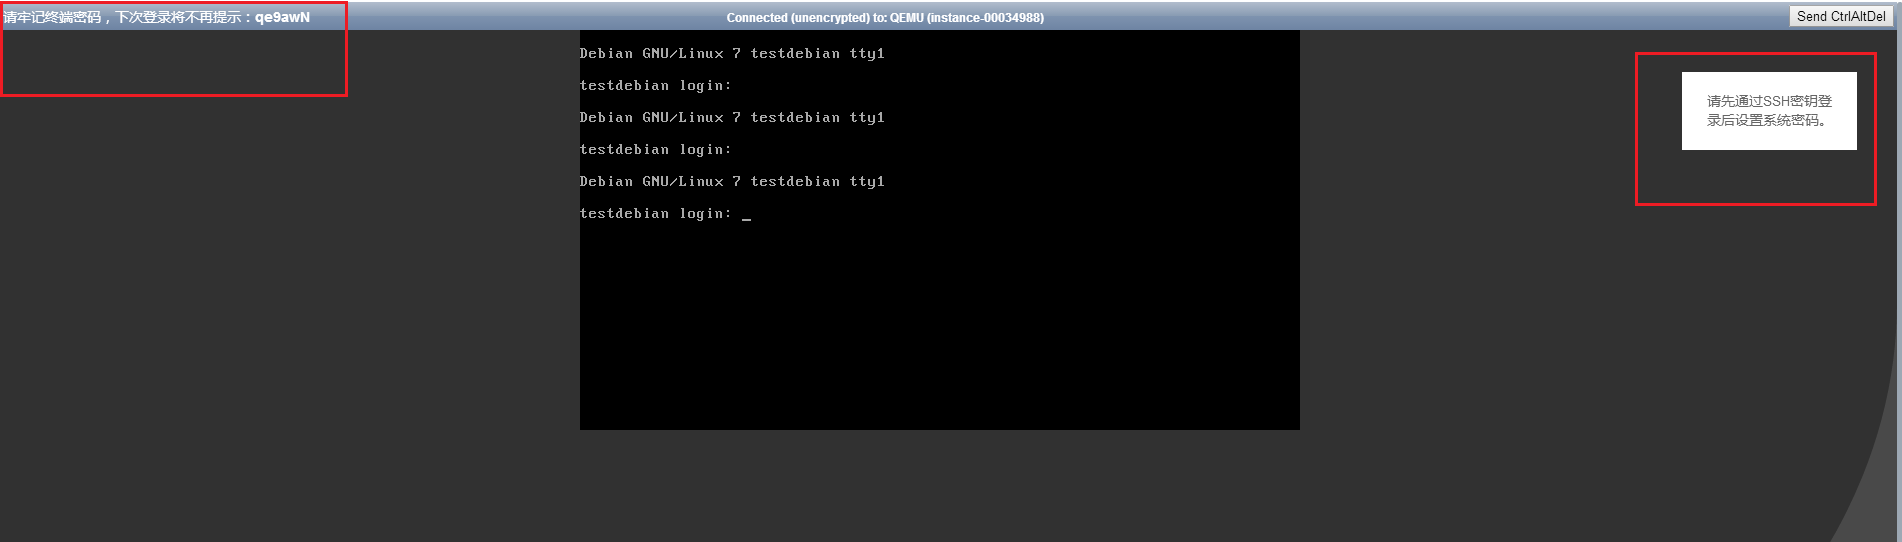 请牢记终端密码，下次登录将不再提示：qe9awN
Connected (unencrypted) to: QEMU (instance-00034988)
Send CtrlAltDel
Debian GNU/Linux 7 testdebian tty1
testdebian login:
Debian GNU/Linux 7 testdebian tty1
testdebian login:
Debian GNU/Linux 7 testdebian tty1
testdebian login: _
请先通过SSH密钥登
录后设置系统密码。